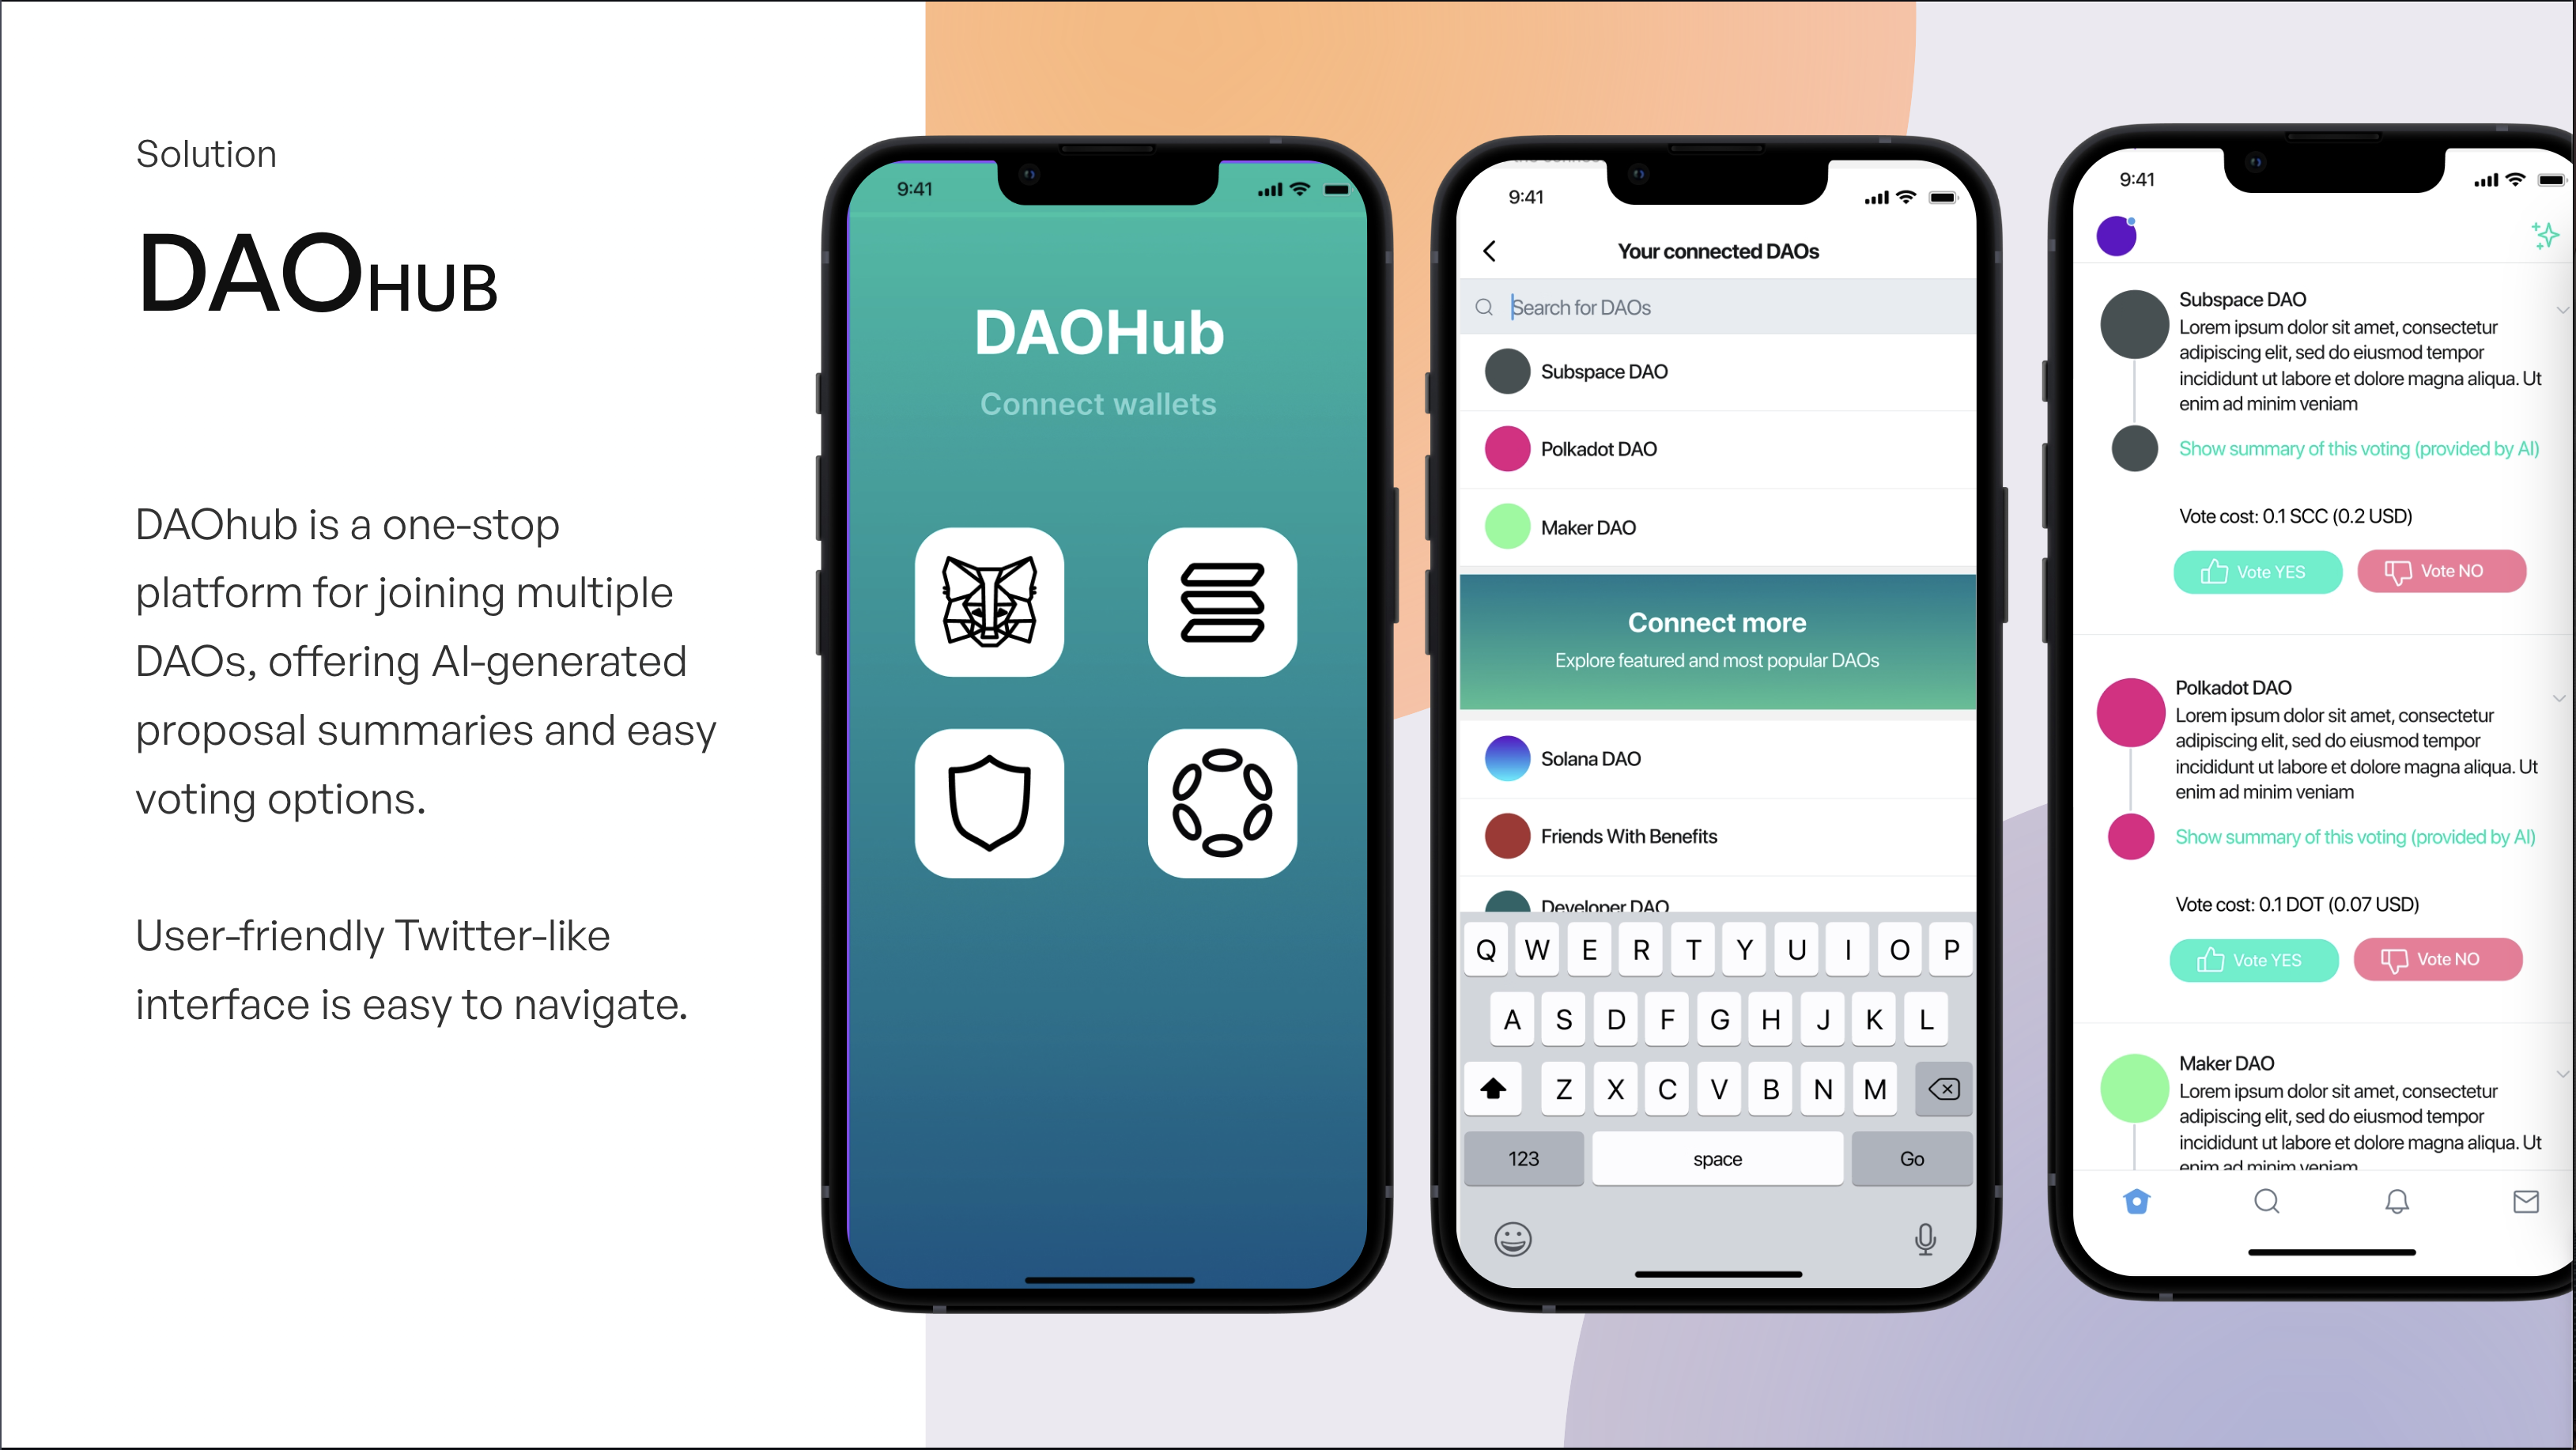 Solution
DAOHUB
DAOhub is a one-stop
platform for joining multiple
DAOs, offering AI-generated
proposal summaries and easy
voting options.
User-friendly Twitter-like
interface is easy to navigate.
9:41
DAOHub
Connect wallets
9:41
Your connected DAOs
Search for DAOs
Subspace DAO
Polkadot DAO
Maker DAO
Connect more
Explore featured and most popular DAOs
Solana DAO
Friends With Benefits
Developer DAO
Q W E R T Y U I O P
A S D F G H J K L
Z X C V B N M
123 space Go
9:41
Subspace DAO
Lorem ipsum dolor sit amet, consectetur
adipiscing elit, sed do eiusmod tempor
incididunt ut labore et dolore magna aliqua. Ut
enim ad minim veniam
Show summary of this voting (provided by AI)
Vote cost: 0.1 SCC (0.2 USD)
Vote YES Vote NO
Polkadot DAO
Lorem ipsum dolor sit amet, consectetur
adipiscing elit, sed do eiusmod tempor
incididunt ut labore et dolore magna aliqua. Ut
enim ad minim veniam
Show summary of this voting (provided by AI)
Vote cost: 0.1 DOT (0.07 USD)
Vote YES Vote NO
Maker DAO
Lorem ipsum dolor sit amet, consectetur
adipiscing elit, sed do eiusmod tempor
incididunt ut labore et dolore magna aliqua. Ut
enim ad minim veniam